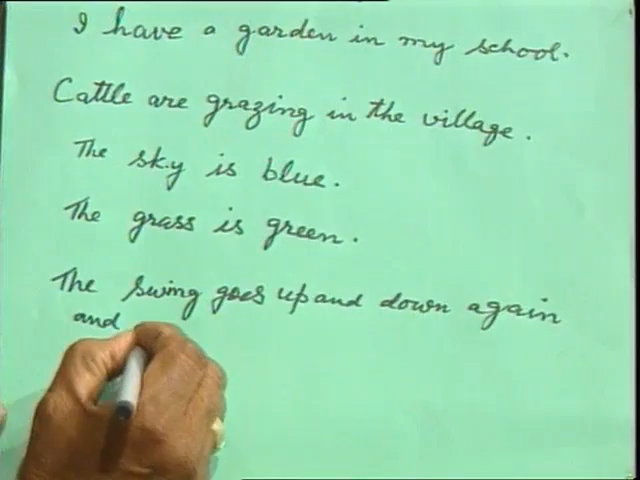 I have a garden in my school.
Cattle are grazing in the village.
The sky is blue.
The grass is green.
The swing goes up and down again
and